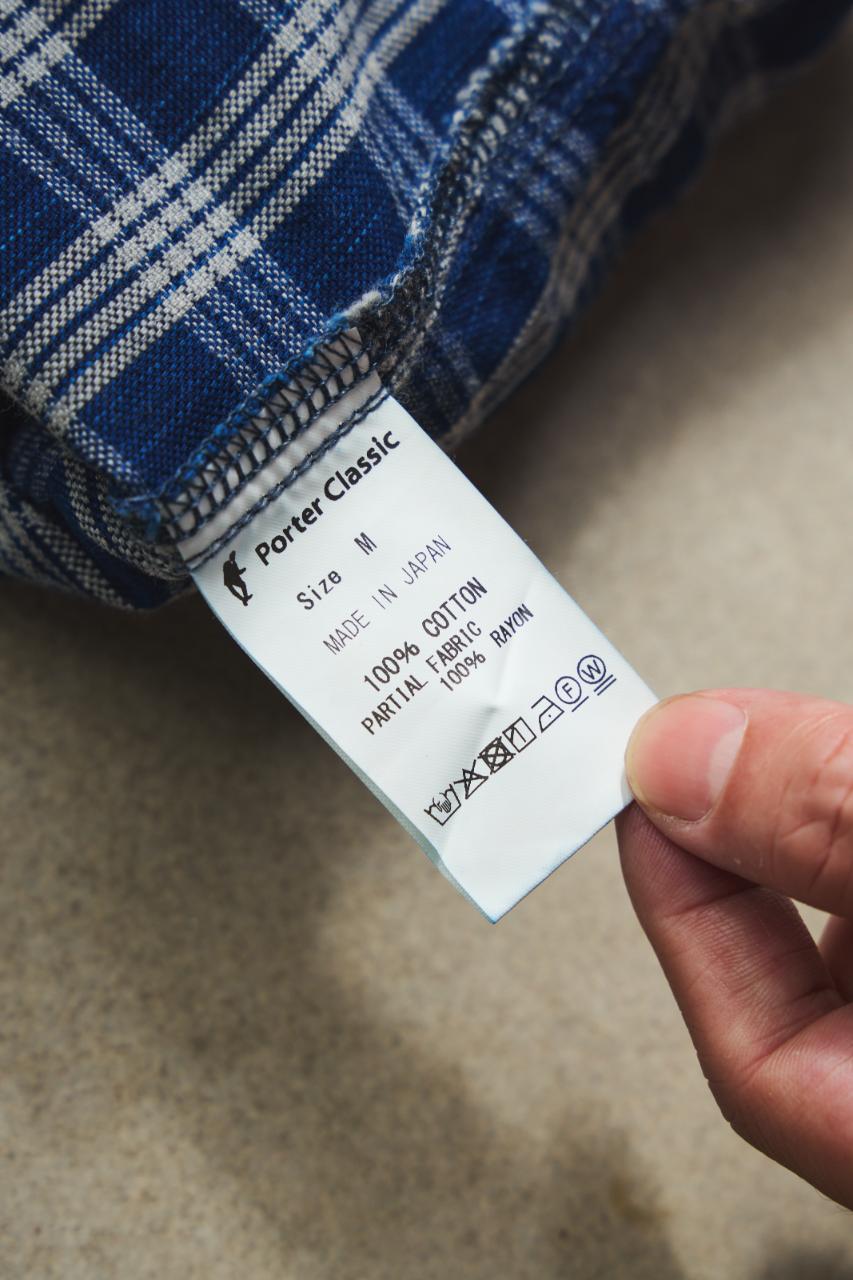 Porter Classic
Size M
MADE IN JAPAN
100% COTTON
PARTIAL FABRIC
100% RAYON
F W